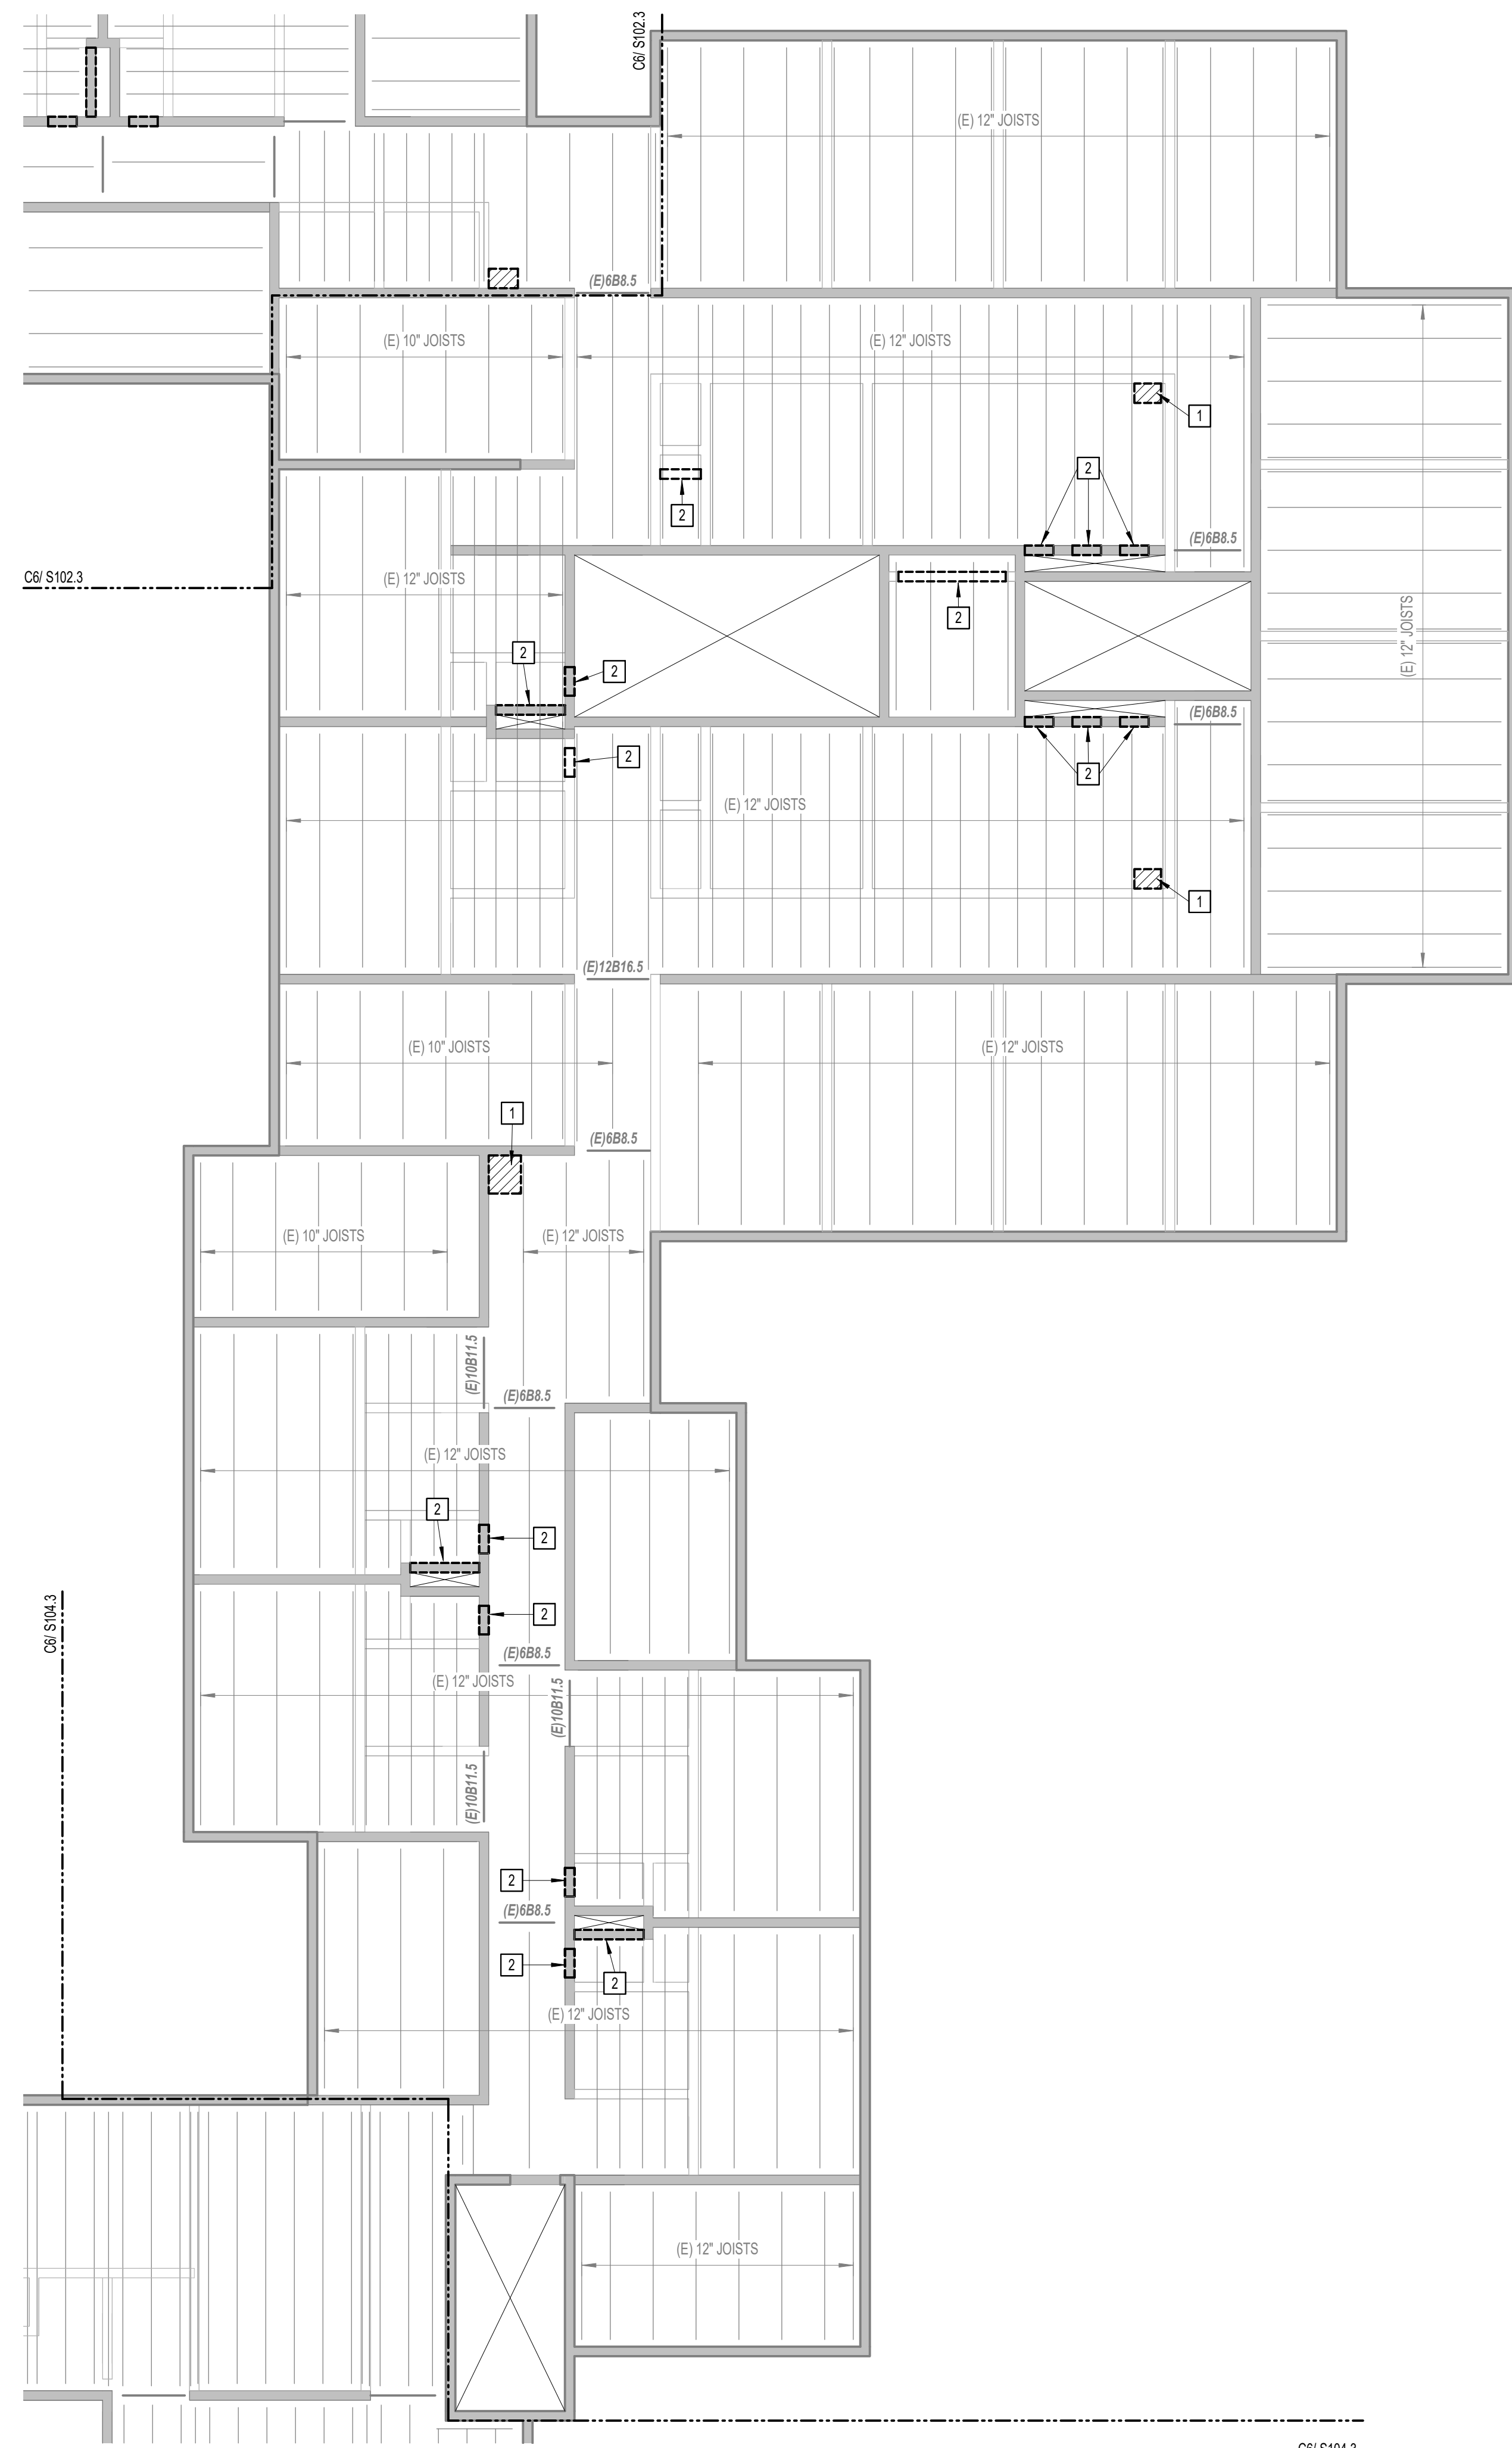 C6/ S102.3
(E) 12" JOISTS
(E)6B8.5
(E) 10" JOISTS
(E) 12" JOISTS
1
2
2
(E)6B8.5
C6/ S102.3
(E) 12" JOISTS
2
(E) 12" JOISTS
2
2
(E)6B8.5
2
2
(E) 12" JOISTS
1
(E)12B16.5
(E) 10" JOISTS
(E) 12" JOISTS
1
(E)6B8.5
(E) 10" JOISTS
(E) 12" JOISTS
(E)10B11.5
(E)6B8.5
(E) 12" JOISTS
2
2
C6/ S104.3
2
(E)6B8.5
(E) 12" JOISTS
(E)10B11.5
(E)10B11.5
2
(E)6B8.5
2
2
(E) 12" JOISTS
(E) 12" JOISTS
C6/ S104.3